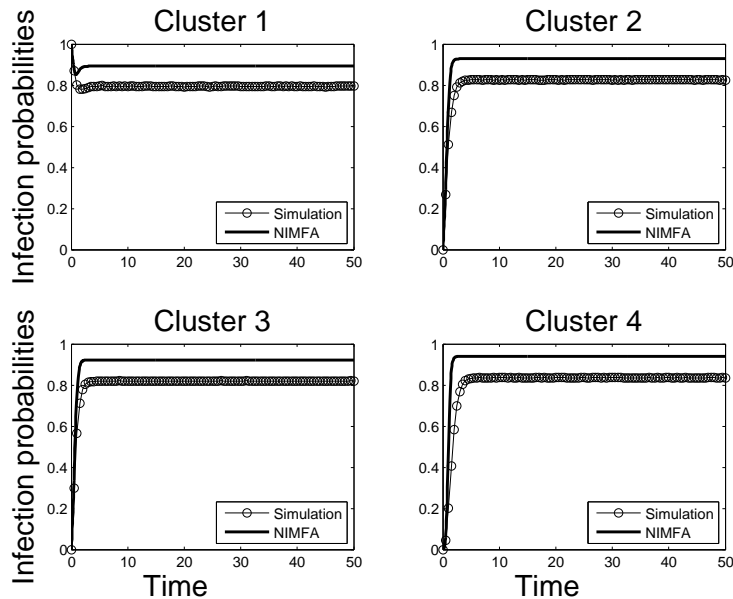 Cluster 1
Cluster 2
Infection probabilities
1
0.8
0.6
0.4
0.2
0
0 10 20 30 40 50
Simulation
NIMFA
1
0.8
0.6
0.4
0.2
0
0 10 20 30 40 50
Simulation
NIMFA
Cluster 3
Cluster 4
Infection probabilities
1
0.8
0.6
0.4
0.2
0
0 10 20 30 40 50
Simulation
NIMFA
Time
1
0.8
0.6
0.4
0.2
0
0 10 20 30 40 50
Simulation
NIMFA
Time